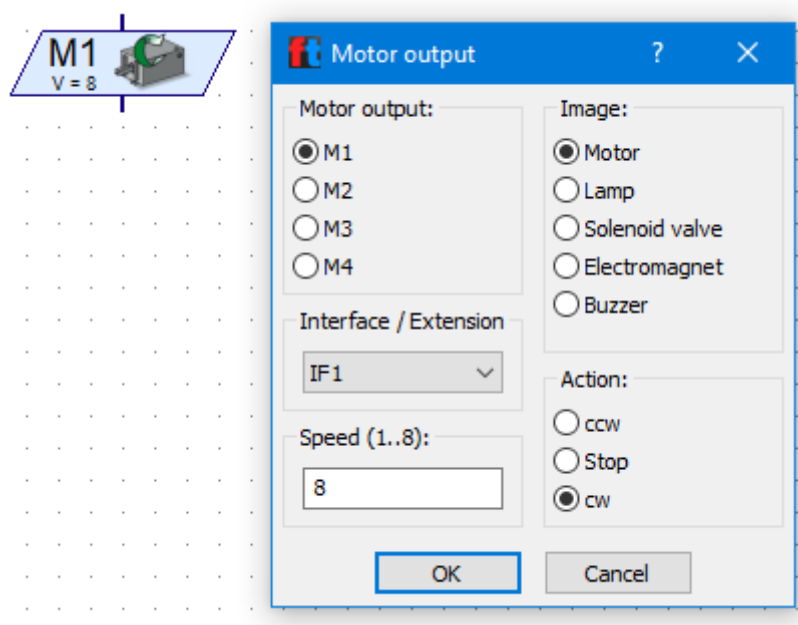 M1
V = 8
ft Motor output ? ×
Motor output:
M1
M2
M3
M4
Interface / Extension
IF1
Speed (1..8):
8
Image:
Motor
Lamp
Solenoid valve
Electromagnet
Buzzer
Action:
ccw
Stop
cw
OK
Cancel